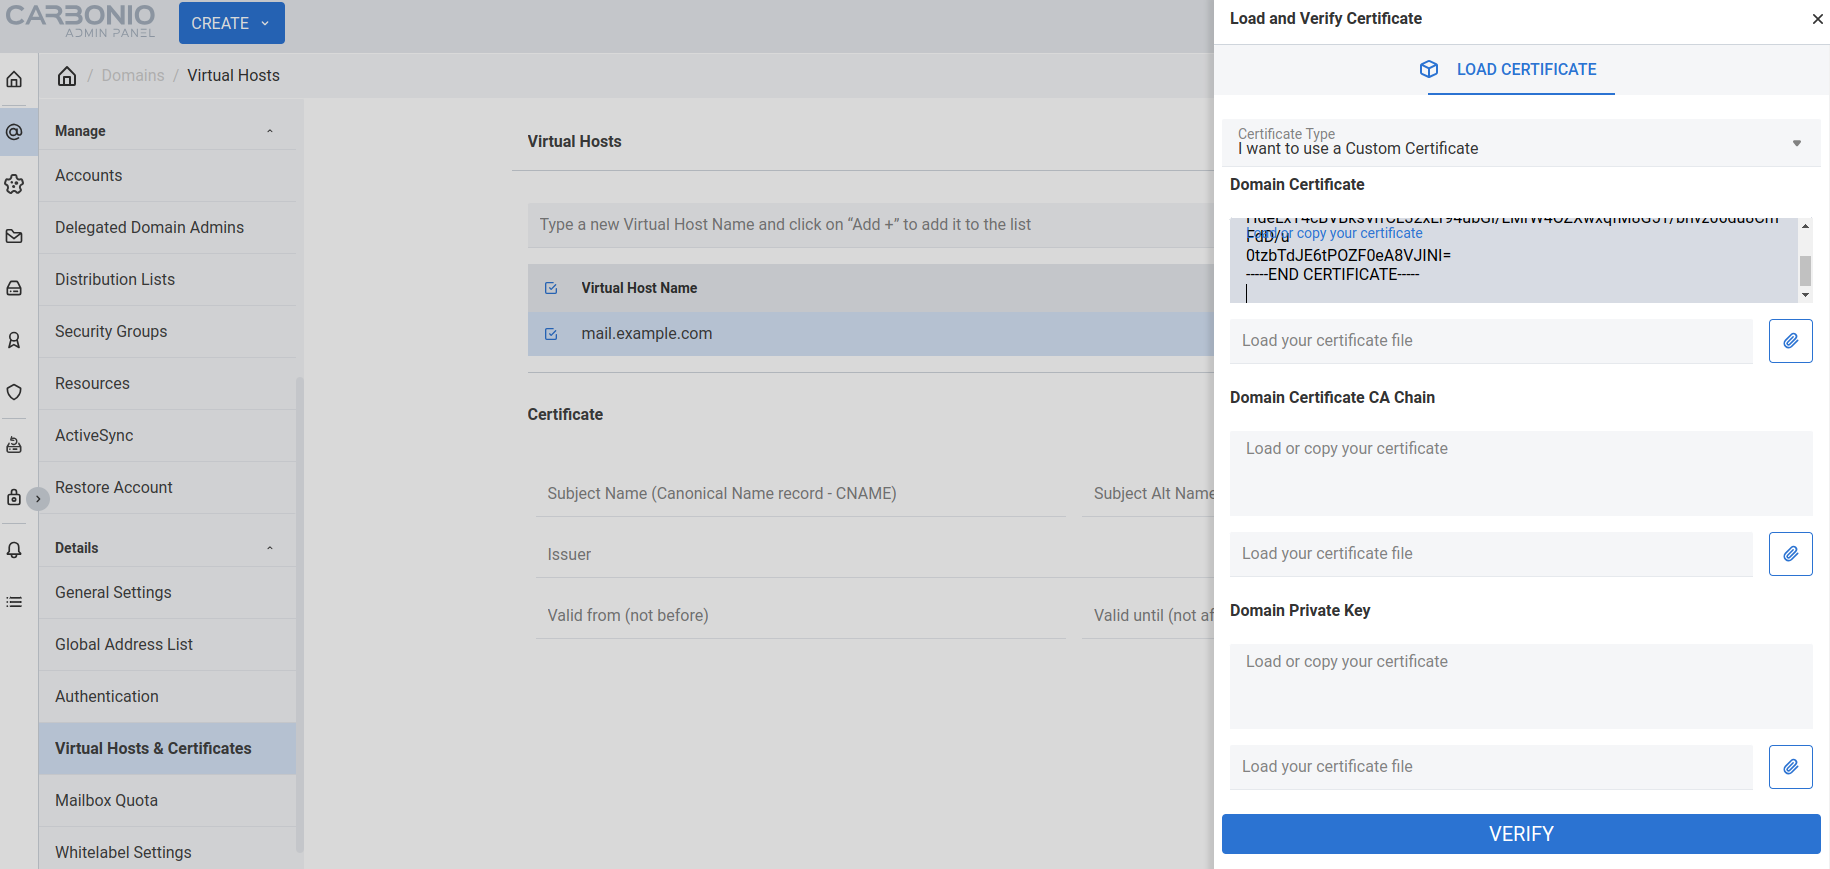 CARBONIO
ADMIN PANEL
CREATE
/ Domains / Virtual Hosts
Manage
Accounts
Delegated Domain Admins
Distribution Lists
Security Groups
Resources
ActiveSync
Restore Account
Details
General Settings
Global Address List
Authentication
Virtual Hosts & Certificates
Mailbox Quota
Whitelabel Settings
Virtual Hosts
Type a new Virtual Host Name and click on “Add +” to add it to the list
Virtual Host Name
mail.example.com
Certificate
Subject Name (Canonical Name record - CNAME)
Subject Alt Name
Issuer
Valid from (not before)
Valid until (not af
Load and Verify Certificate
LOAD CERTIFICATE
Certificate Type
I want to use a Custom Certificate
Domain Certificate
Load or copy your certificate
FdD/u
0tzbTdJE6tPOZF0eA8VJINI=
-----END CERTIFICATE-----
Load your certificate file
Domain Certificate CA Chain
Load or copy your certificate
Load your certificate file
Domain Private Key
Load or copy your certificate
Load your certificate file
VERIFY